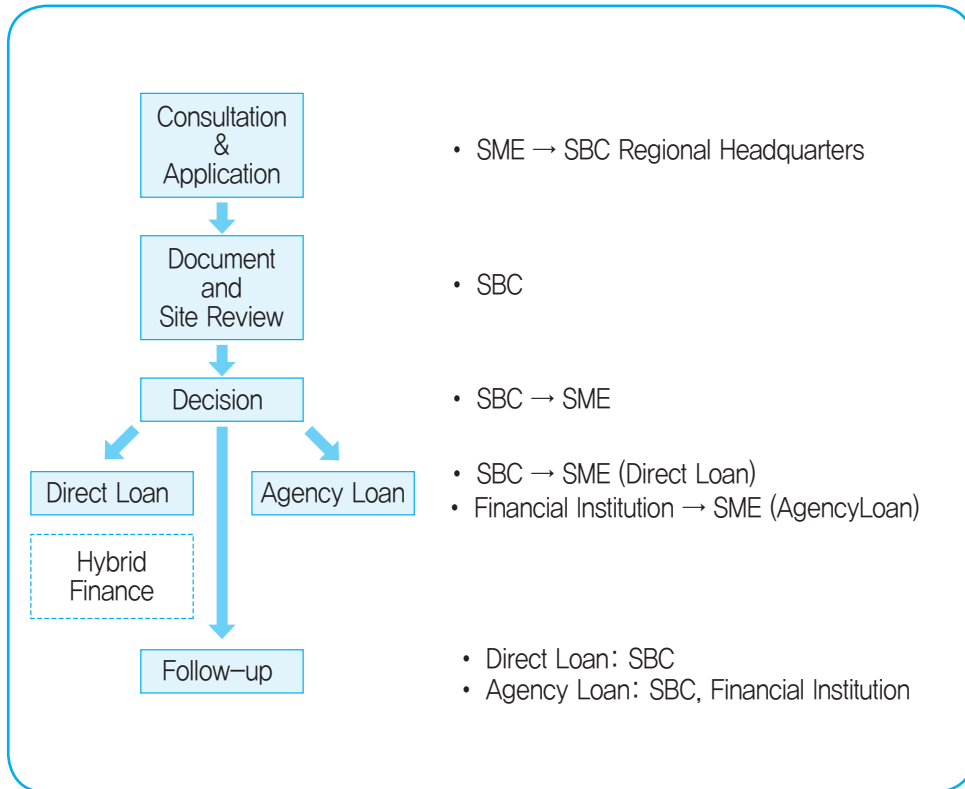 Consultation
&
Application
• SME → SBC Regional Headquarters
Document
and
Site Review
• SBC
Decision
• SBC → SME
Direct Loan
Agency Loan
• SBC → SME (Direct Loan)
• Financial Institution → SME (AgencyLoan)
Hybrid
Finance
Follow-up
• Direct Loan: SBC
• Agency Loan: SBC, Financial Institution